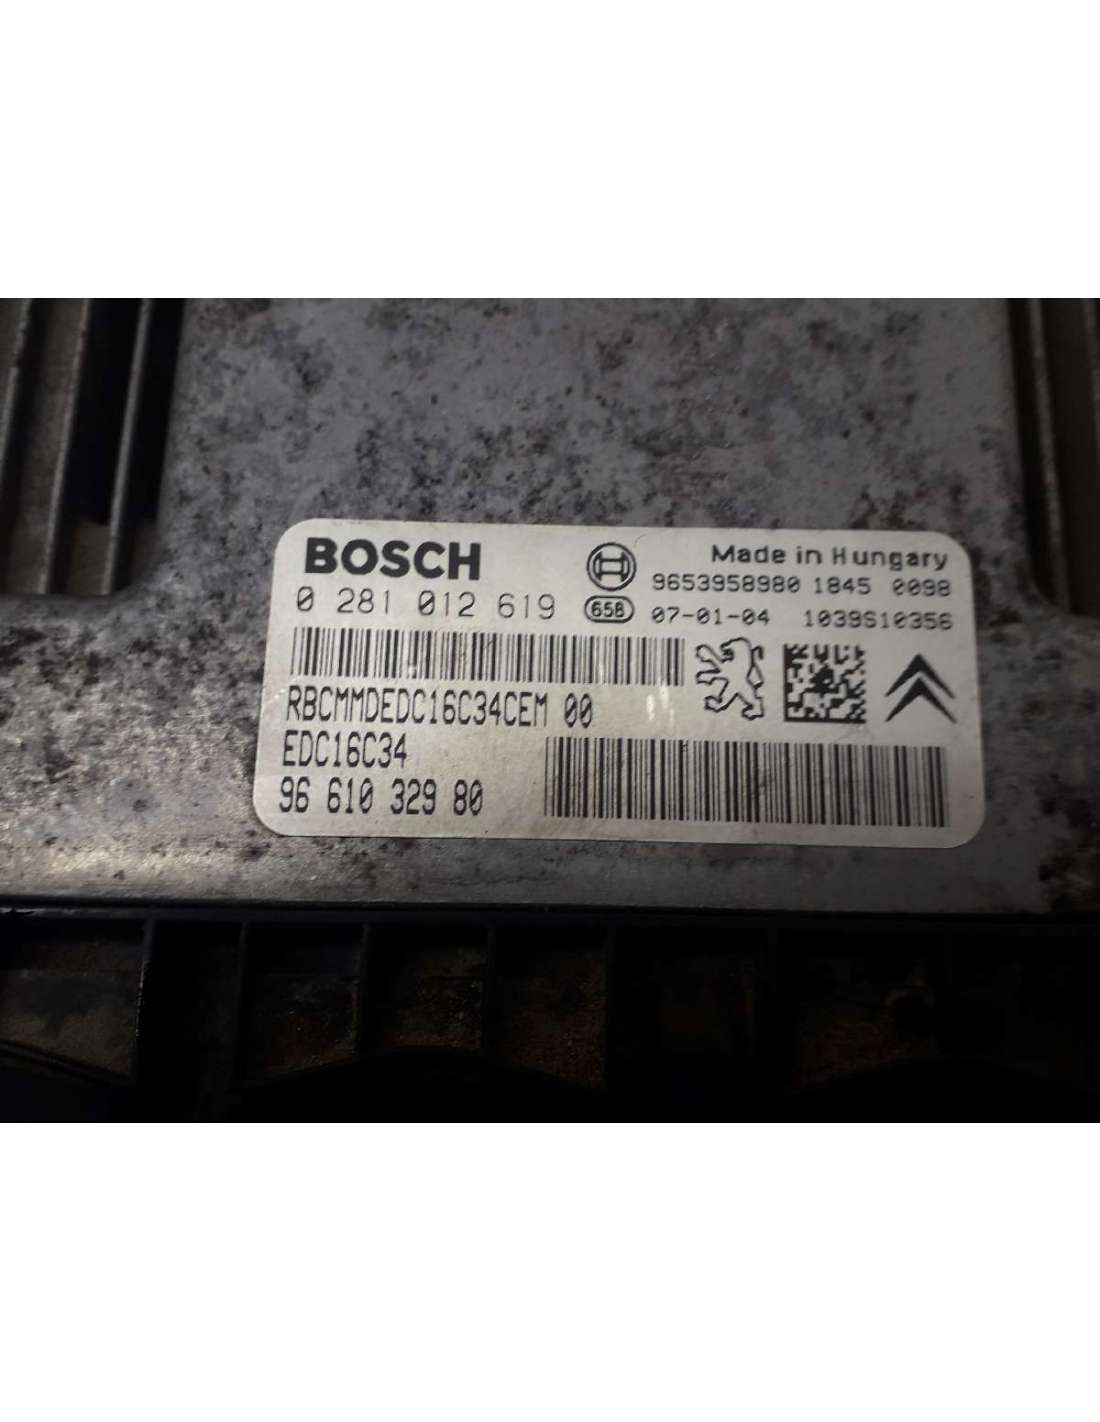 BOSCH
0 281 012 619
658
Made in Hungary
9653958980 1845 0098
07-01-04 1039S10356
RBCMMDEDC16C34CEM 00
EDC16C34
96 610 329 80